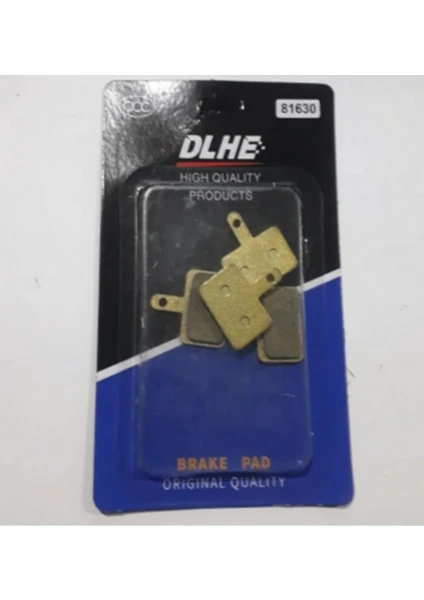 81630
DLHE
HIGH QUALITY
PRODUCTS
BRAKE PAD
ORIGINAL QUALITY